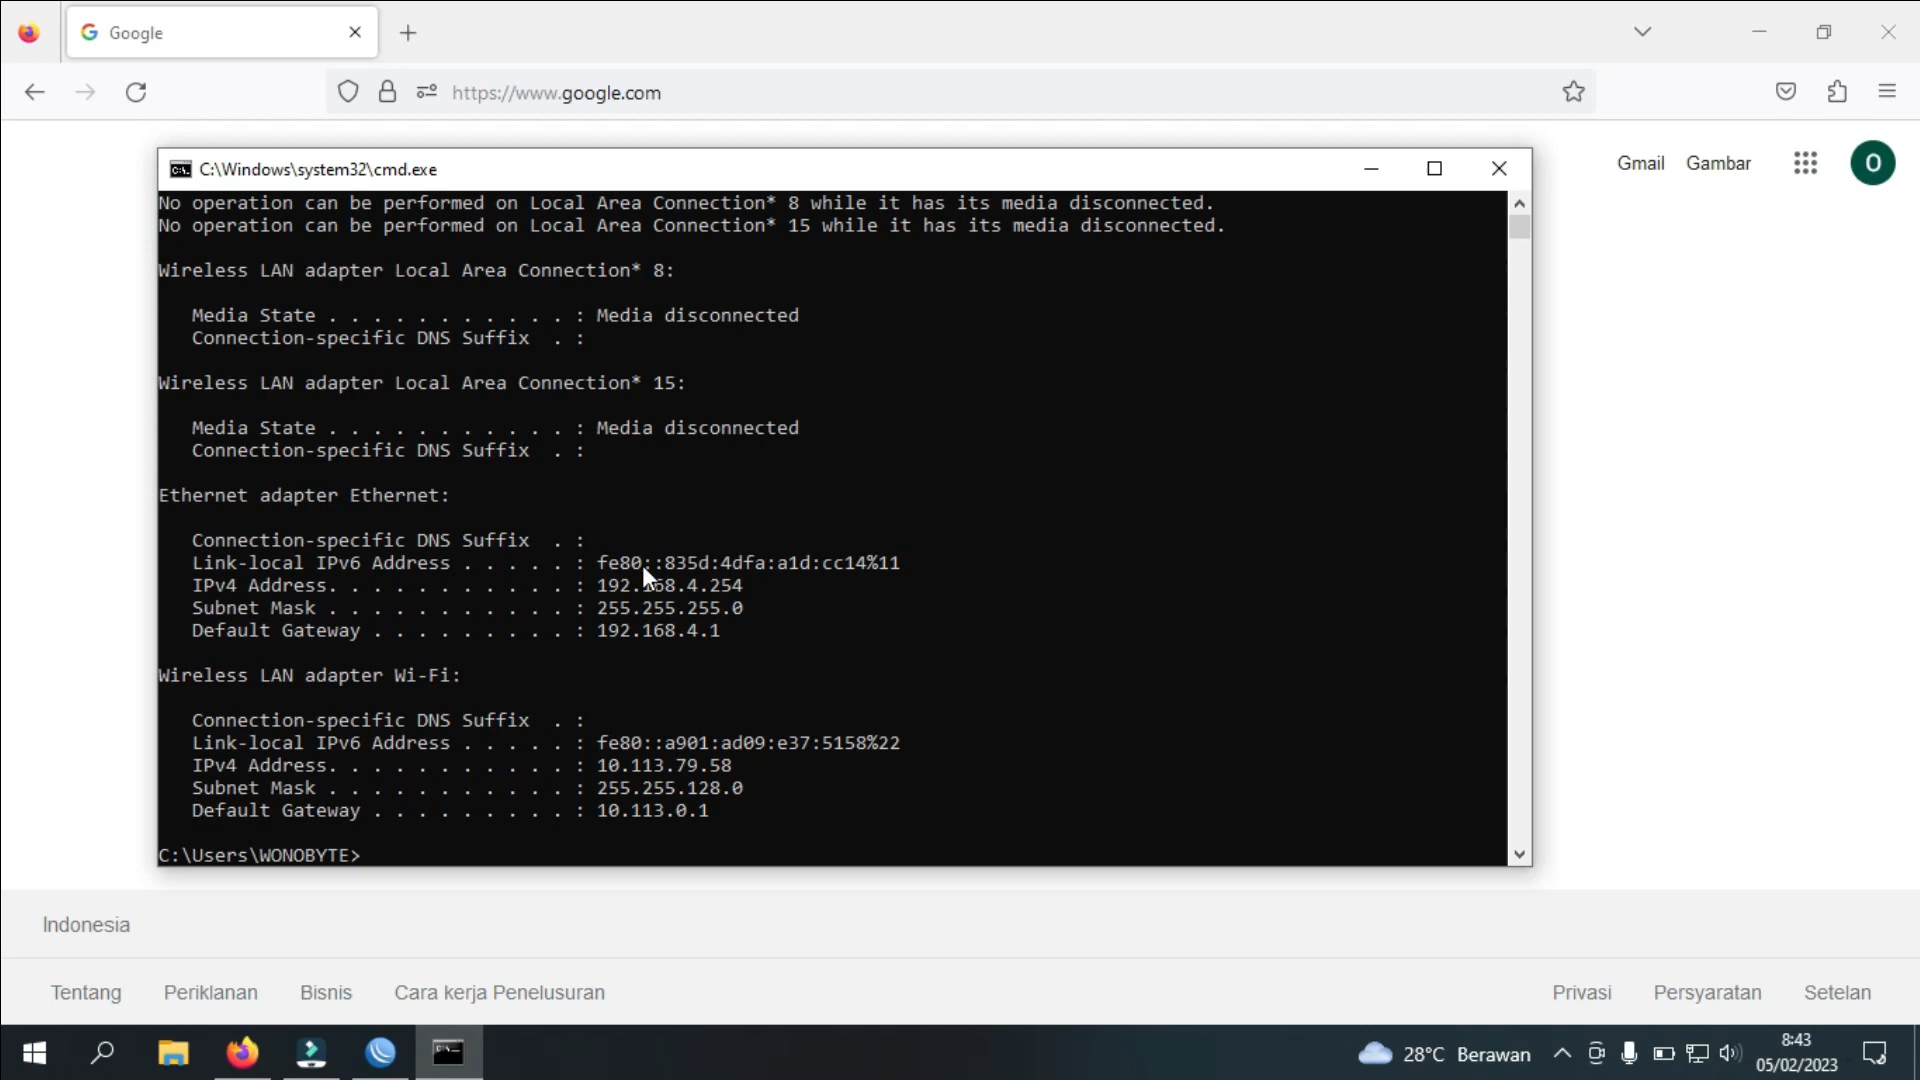 Google
https://www.google.com
Gmail Gambar
O
C:\Windows\system32\cmd.exe
No operation can be performed on Local Area Connection* 8 while it has its media disconnected.
No operation can be performed on Local Area Connection* 15 while it has its media disconnected.
Wireless LAN adapter Local Area Connection* 8:
Media State . . . . . . . . . . . : Media disconnected
Connection-specific DNS Suffix . :
Wireless LAN adapter Local Area Connection* 15:
Media State . . . . . . . . . . . : Media disconnected
Connection-specific DNS Suffix . :
Ethernet adapter Ethernet:
Connection-specific DNS Suffix . :
Link-local IPv6 Address . . . . . : fe80::835d:4dfa:a1d:cc14%11
IPv4 Address. . . . . . . . . . . : 192.168.4.254
Subnet Mask . . . . . . . . . . . : 255.255.255.0
Default Gateway . . . . . . . . . : 192.168.4.1
Wireless LAN adapter Wi-Fi:
Connection-specific DNS Suffix . :
Link-local IPv6 Address . . . . . : fe80::a901:ad09:e37:5158%22
IPv4 Address. . . . . . . . . . . : 10.113.79.58
Subnet Mask . . . . . . . . . . . : 255.255.128.0
Default Gateway . . . . . . . . . : 10.113.0.1
C:\Users\WONOBYTE>
Indonesia
Tentang Periklanan Bisnis Cara kerja Penelusuran Privasi Persyaratan Setelan
28°C Berawan
8:43
05/02/2023